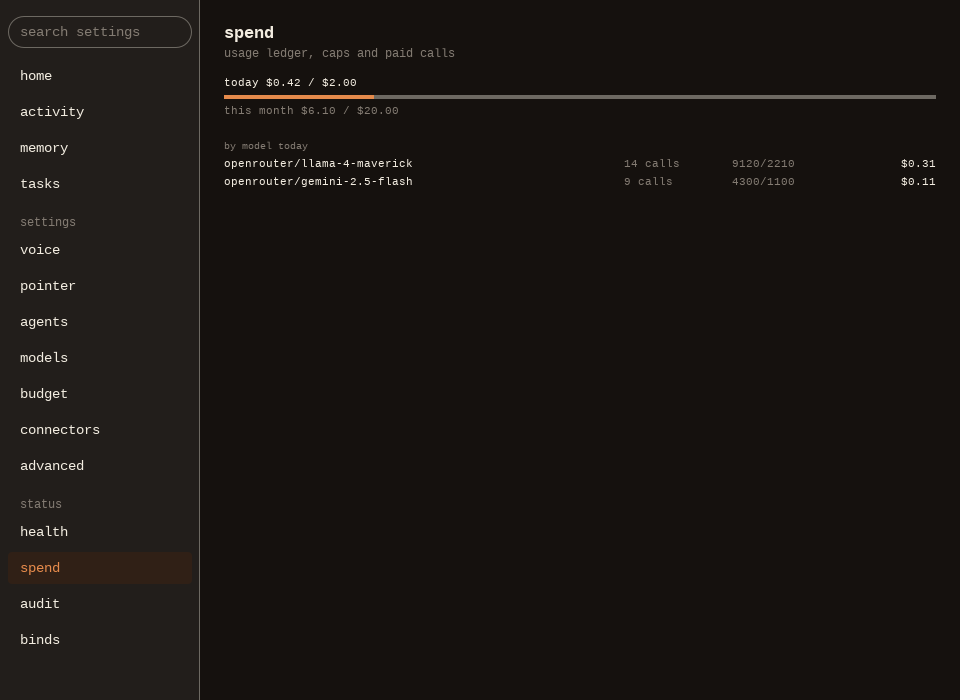 search settings
home
activity
memory
tasks
settings
voice
pointer
agents
models
budget
connectors
advanced
status
health
spend
audit
binds
spend
usage ledger, caps and paid calls
today $0.42 / $2.00
this month $6.10 / $20.00
by model today
openrouter/llama-4-maverick 14 calls 9120/2210 $0.31
openrouter/gemini-2.5-flash 9 calls 4300/1100 $0.11